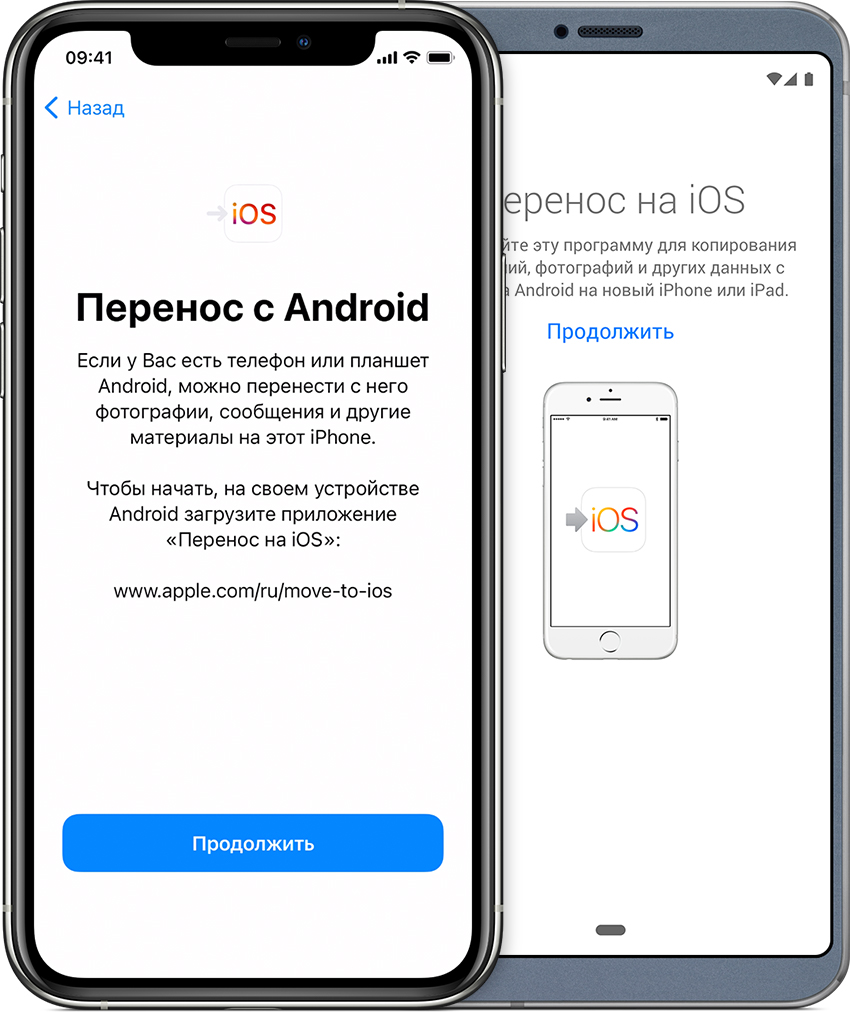 09:41
Назад
iOS
Перенос с Android
Если у Вас есть телефон или планшет
Android, можно перенести с него
фотографии, сообщения и другие
материалы на этот iPhone.
Чтобы начать, на своем устройстве
Android загрузите приложение
«Перенос на iOS»:
www.apple.com/ru/move-to-ios
Продолжить
еренос на iOS
йте эту программу для копирования
ий, фотографий и других данных с
а Android на новый iPhone или iPad.
Продолжить
9:41 AM
iOS